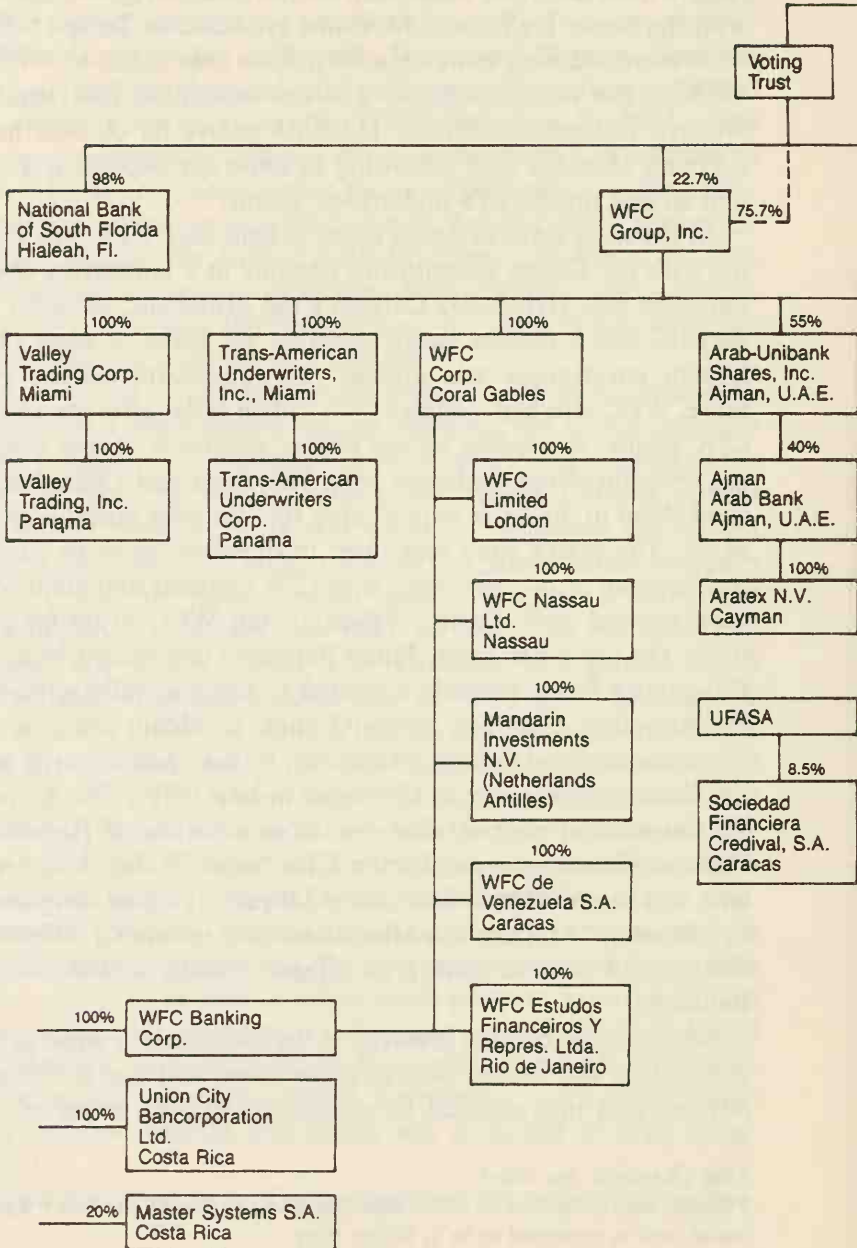 Voting
Trust
98%
National Bank
of South Florida
Hialeah, Fl.
22.7%
WFC
Group, Inc.
75.7%
100%
Valley
Trading Corp.
Miami
100%
Trans-American
Underwriters,
Inc., Miami
100%
WFC
Corp.
Coral Gables
55%
Arab-Unibank
Shares, Inc.
Ajman, U.A.E.
100%
Valley
Trading, Inc.
Panama
100%
Trans-American
Underwriters
Corp.
Panama
100%
WFC
Limited
London
40%
Ajman
Arab Bank
Ajman, U.A.E.
100%
WFC Nassau
Ltd.
Nassau
100%
Aratex N.V.
Cayman
100%
Mandarin
Investments
N.V.
(Netherlands
Antilles)
UFASA
8.5%
Sociedad
Financiera
Credival, S.A.
Caracas
100%
WFC de
Venezuela S.A.
Caracas
100%
WFC Estudos
Financeiros Y
Repres. Ltda.
Rio de Janeiro
100%
WFC Banking
Corp.
100%
Union City
Bancorporation
Ltd.
Costa Rica
20%
Master Systems S.A.
Costa Rica